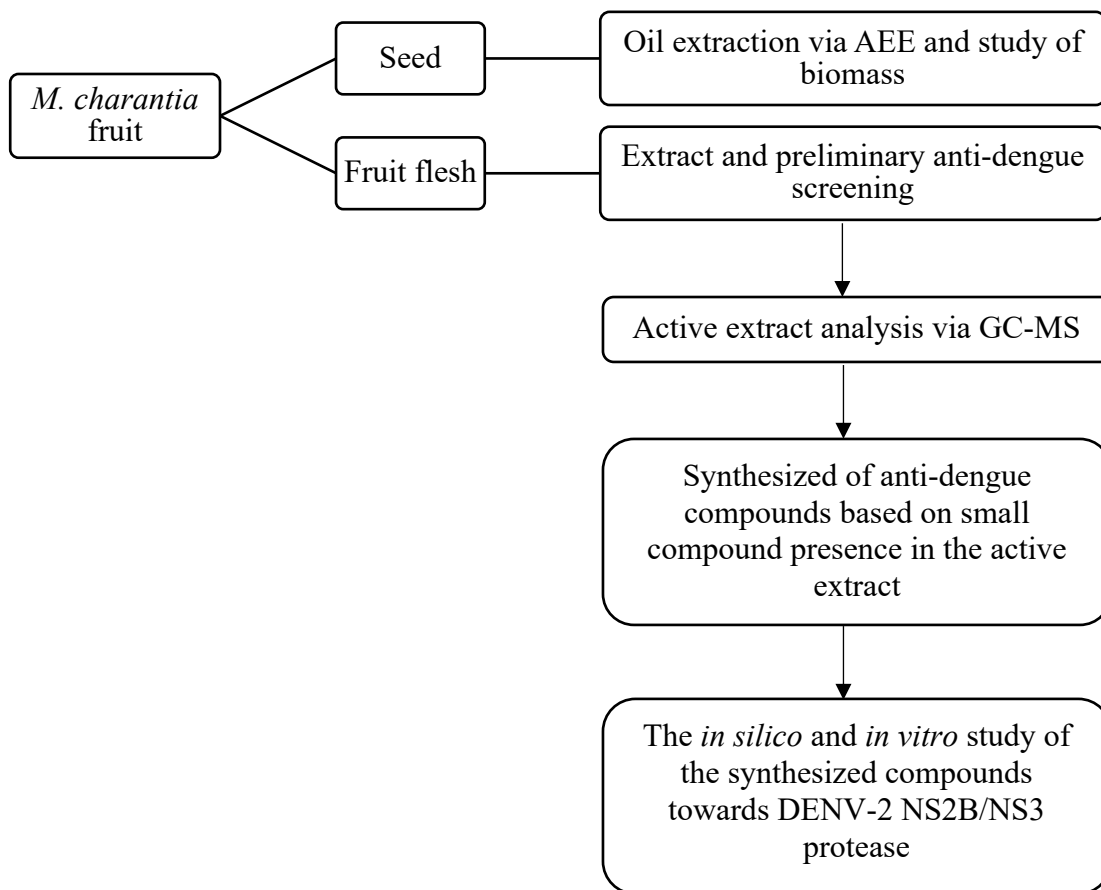 M. charantia
fruit
Seed
Oil extraction via AEE and study of
biomass
Fruit flesh
Extract and preliminary anti-dengue
screening
Active extract analysis via GC-MS
Synthesized of anti-dengue
compounds based on small
compound presence in the active
extract
The in silico and in vitro study of
the synthesized compounds
towards DENV-2 NS2B/NS3
protease